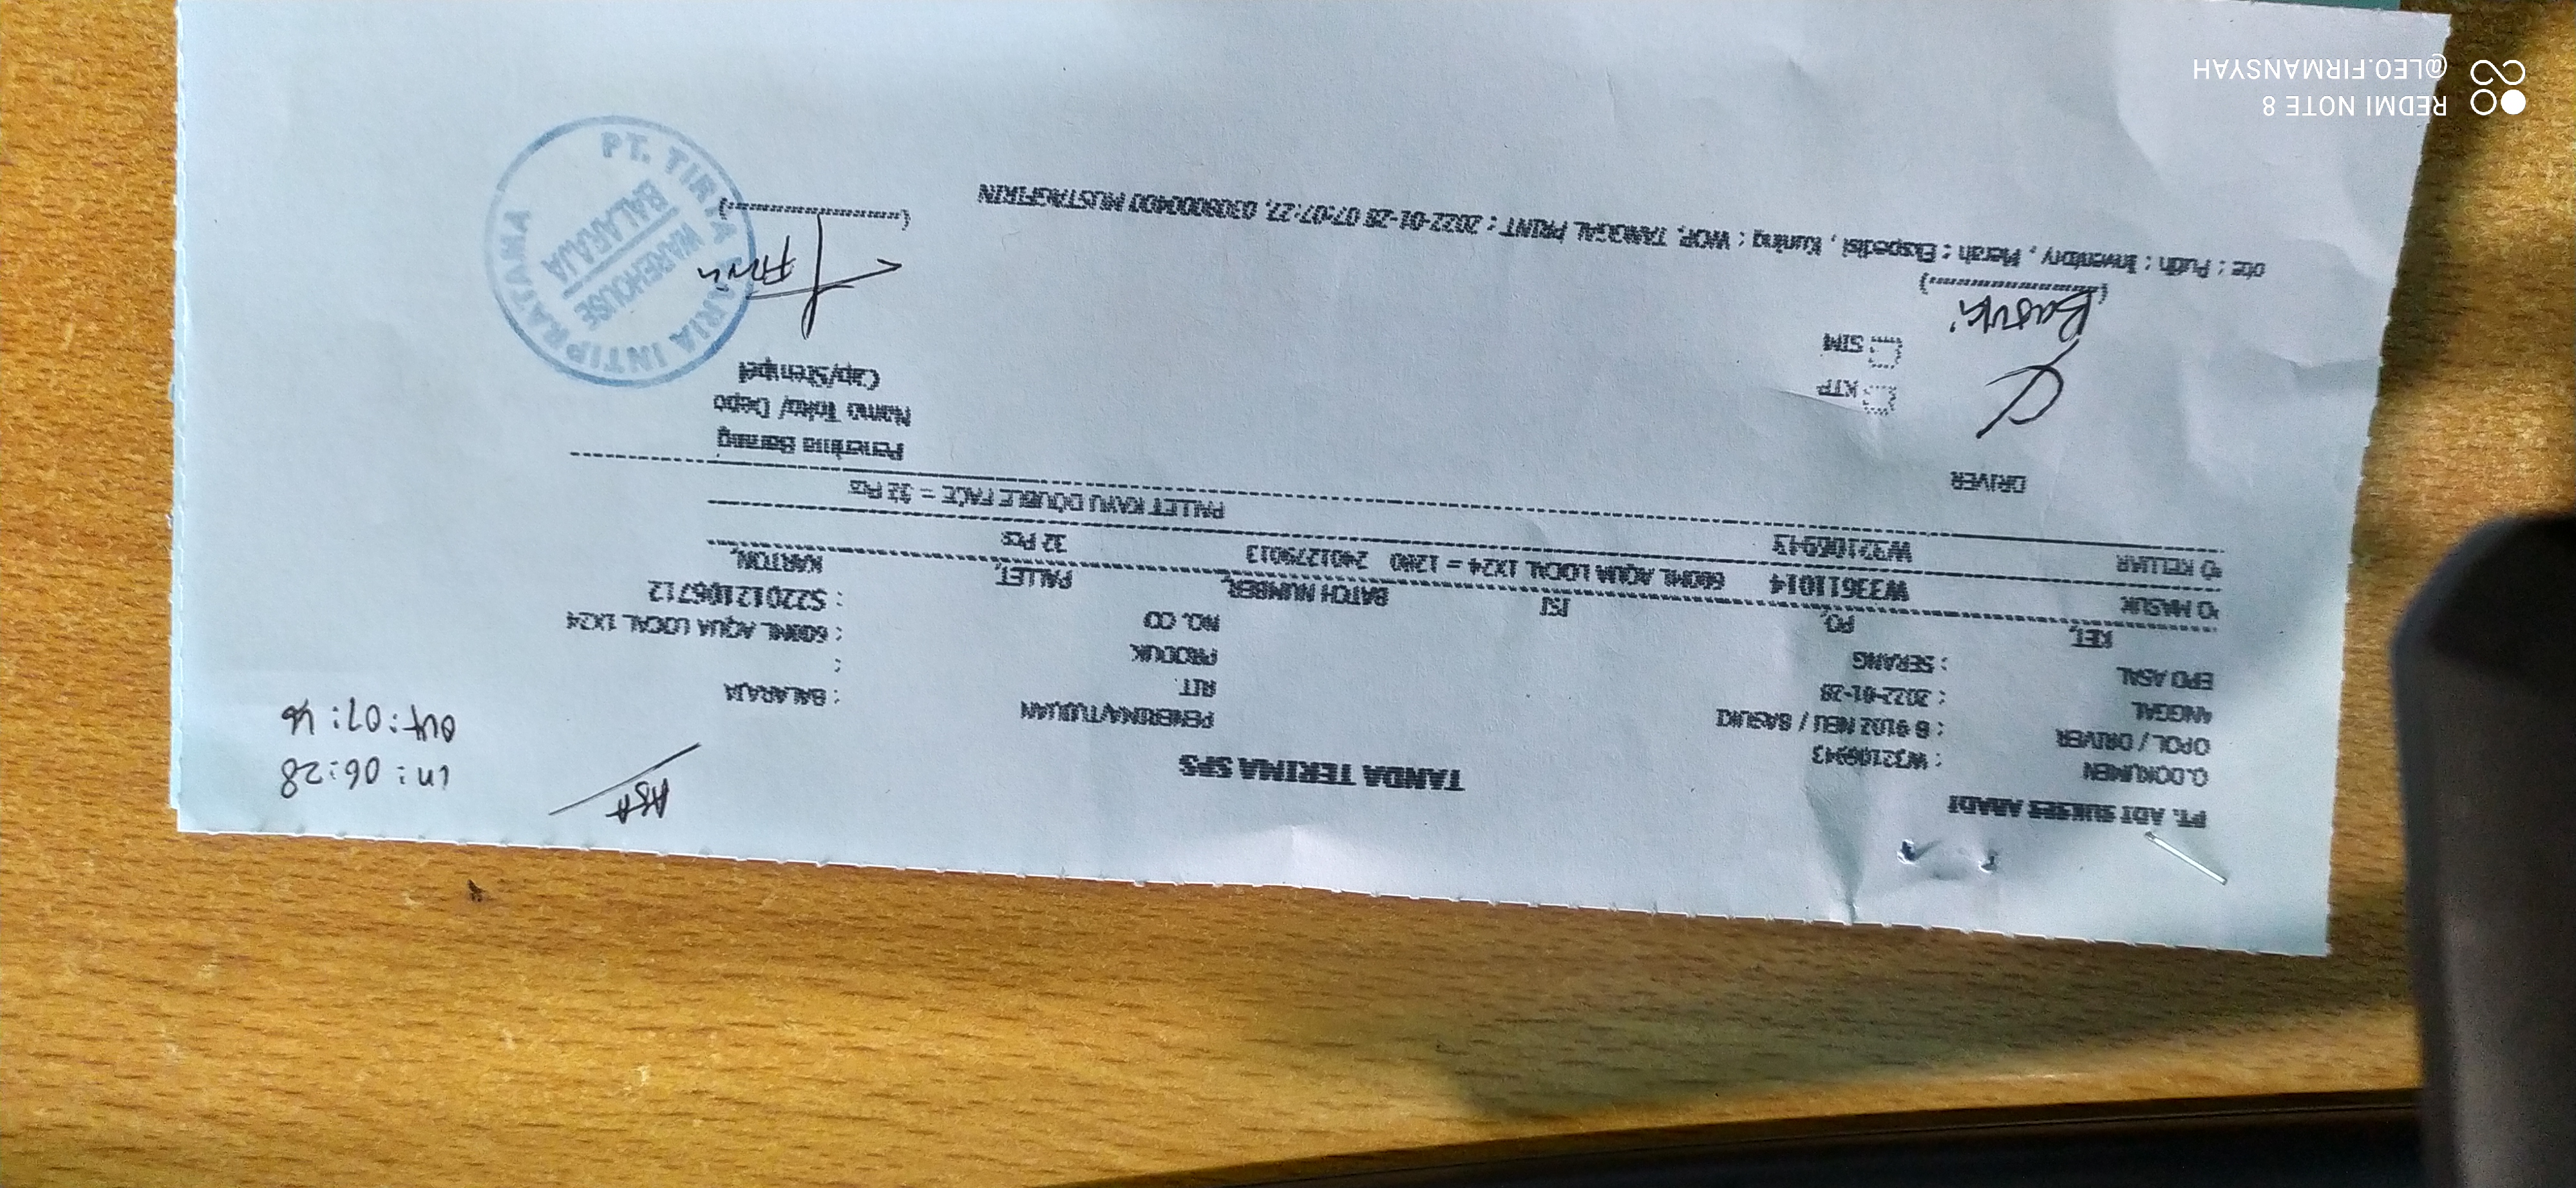 PT. ADI SUKSES ABADI
TANDA TERIMA SPS
ASA
in: 06:28
out: 07:46
O.DOKUMEN : W32106943
OPOL / DRIVER : B 9102 NEU / BASUKI
ANGGAL : 2022-01-28
EPO ASAL : SERANG
PENERIMA/TUJUAN : BALARAJA
RIT. :
PRODUK : 600ML AQUA LOCAL 1X24
NO. CO : S22012106712
KET, PO, ISI BATCH NUMBER, PALLET, KARTON,
O MASUK W33611014 600ML AQUA LOCAL 1X24 = 1280 2401279013 32 Pcs
O KELUAR W32106943 PALLET KAYU DOUBLE FACE = 32 Pcs
DRIVER
KTP
SIM
Basuki
(....................)
Penerima Barang
Nama Toko/ Depo
Cap/Stempel
Firin
(....................)
PT. TIRTA VARIA INTIPRATAMA
WAREHOUSE
BALARAJA
ote : Putih : Inventory , Merah : Ekspedisi , Kuning : WOP, TANGGAL PRINT : 2022-01-28 07:07:27, 0308000400 MUSTAGFIRIN
REDMI NOTE 8
@LEO.FIRMANSYAH